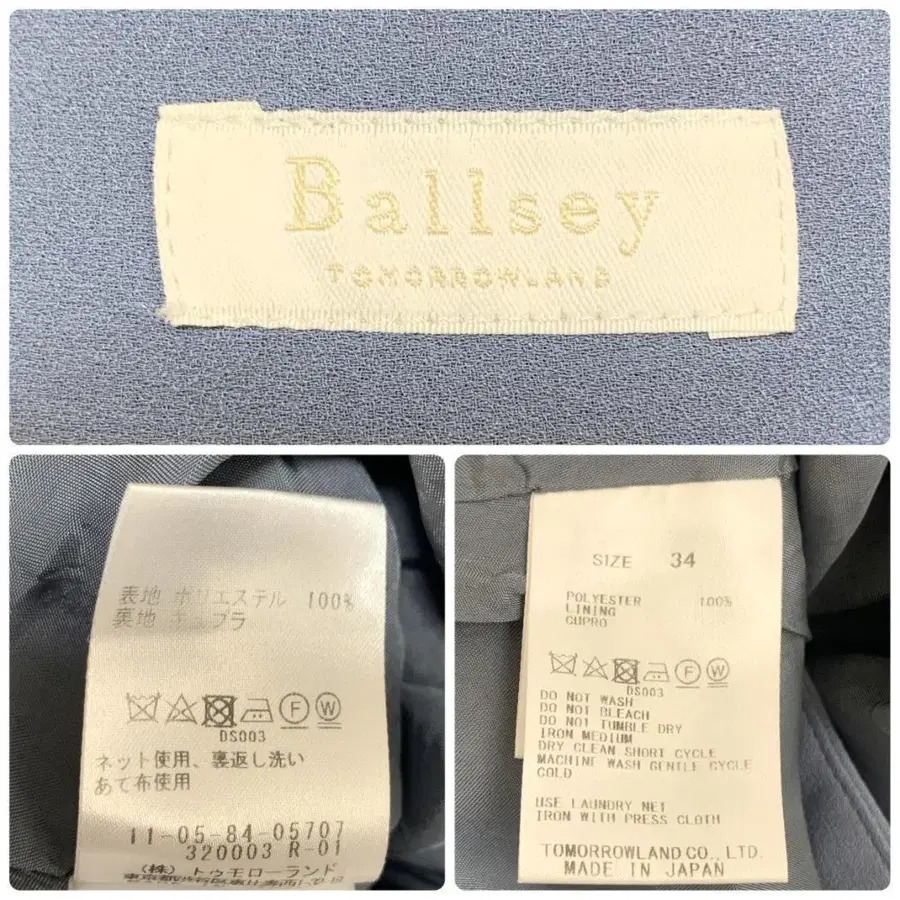 Ballsey
TOMORROWLAND
表地 ポリエステル 100%
裏地 キュプラ
DS003
ネット使用、裏返し洗い
あて布使用
11-05-84-05707
320003 R-01
(株) トゥモローランド
SIZE 34
POLYESTER 100%
LINING
CUPRO
F W
DS003
DO NOT WASH
DO NOT BLEACH
DO NOT TUMBLE DRY
IRON MEDIUM
DRY CLEAN SHORT CYCLE
MACHINE WASH GENTLE CYCLE
COLD
USE LAUNDRY NET
IRON WITH PRESS CLOTH
TOMORROWLAND CO., LTD.
MADE IN JAPAN